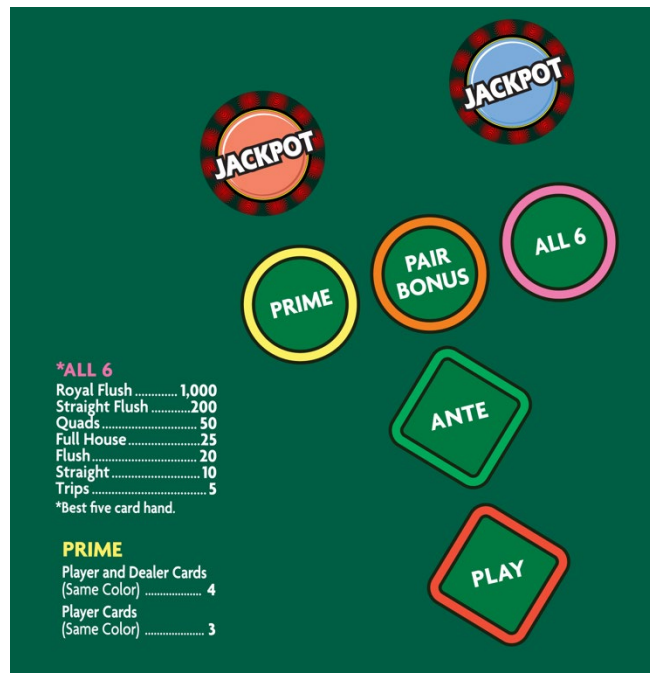 JACKPOT
JACKPOT
ALL 6
PAIR
BONUS
PRIME
ANTE
PLAY
*ALL 6
Royal Flush ............ 1,000
Straight Flush ...........200
Quads............................. 50
Full House.................... 25
Flush................................ 20
Straight.......................... 10
Trips................................... 5
*Best five card hand.
PRIME
Player and Dealer Cards
(Same Color) .................. 4
Player Cards
(Same Color) ................... 3